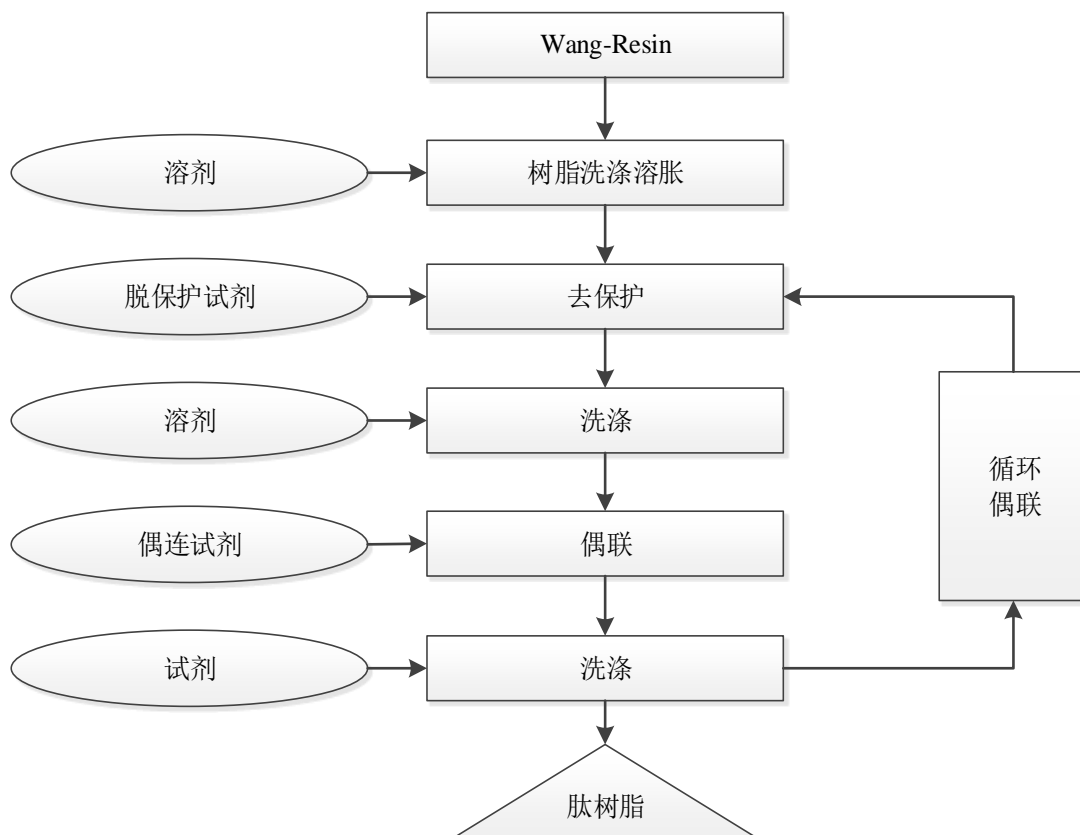 Wang-Resin
溶剂
树脂洗涤溶胀
脱保护试剂
去保护
溶剂
洗涤
循环
偶联
偶连试剂
偶联
试剂
洗涤
肽树脂